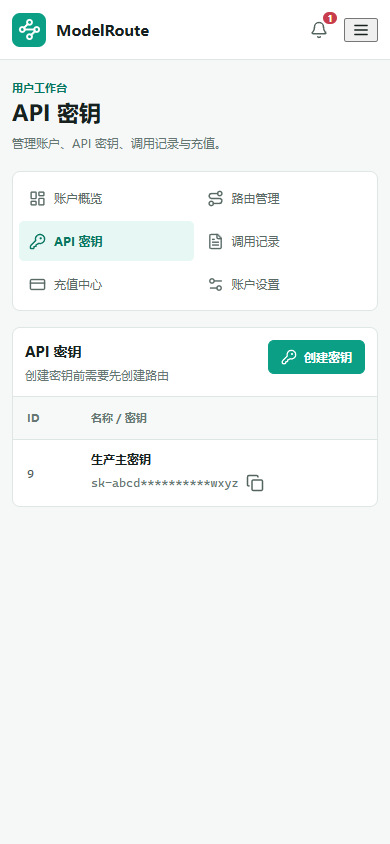 ModelRoute
1
用户工作台
API 密钥
管理账户、API 密钥、调用记录与充值。
账户概览
路由管理
API 密钥
调用记录
充值中心
账户设置
API 密钥
创建密钥
创建密钥前需要先创建路由
ID
名称 / 密钥
生产主密钥
9
sk-abcd**********wxyz